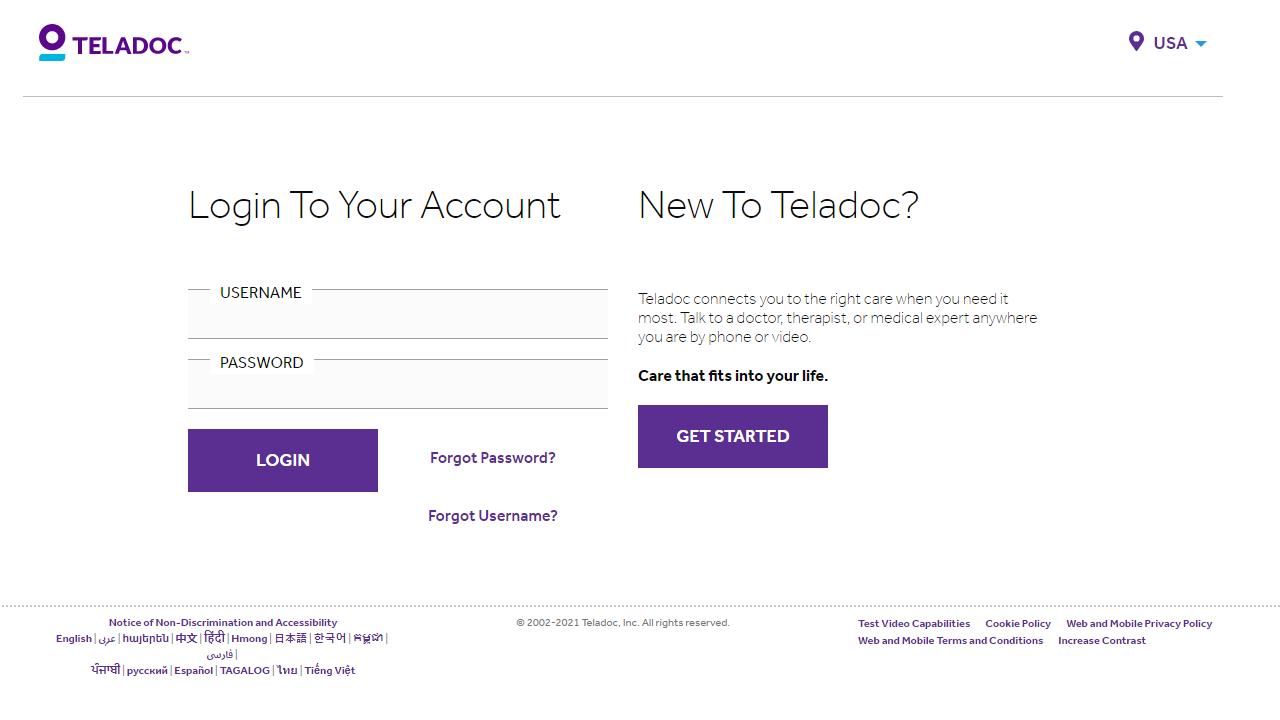 TELADOC™
USA
Login To Your Account
New To Teladoc?
USERNAME
PASSWORD
LOGIN
Forgot Password?
Forgot Username?
Teladoc connects you to the right care when you need it
most. Talk to a doctor, therapist, or medical expert anywhere
you are by phone or video.
Care that fits into your life.
GET STARTED
Notice of Non-Discrimination and Accessibility
English | عربى | հայերեն | 中文 | हिंदी | Hmong | 日本語 | 한국어 | កម្ពុជា |
فارسی |
ਪੰਜਾਬੀ | русский | Español | TAGALOG | ไทย | Tiếng Việt
© 2002-2021 Teladoc, Inc. All rights reserved.
Test Video Capabilities Cookie Policy Web and Mobile Privacy Policy
Web and Mobile Terms and Conditions Increase Contrast